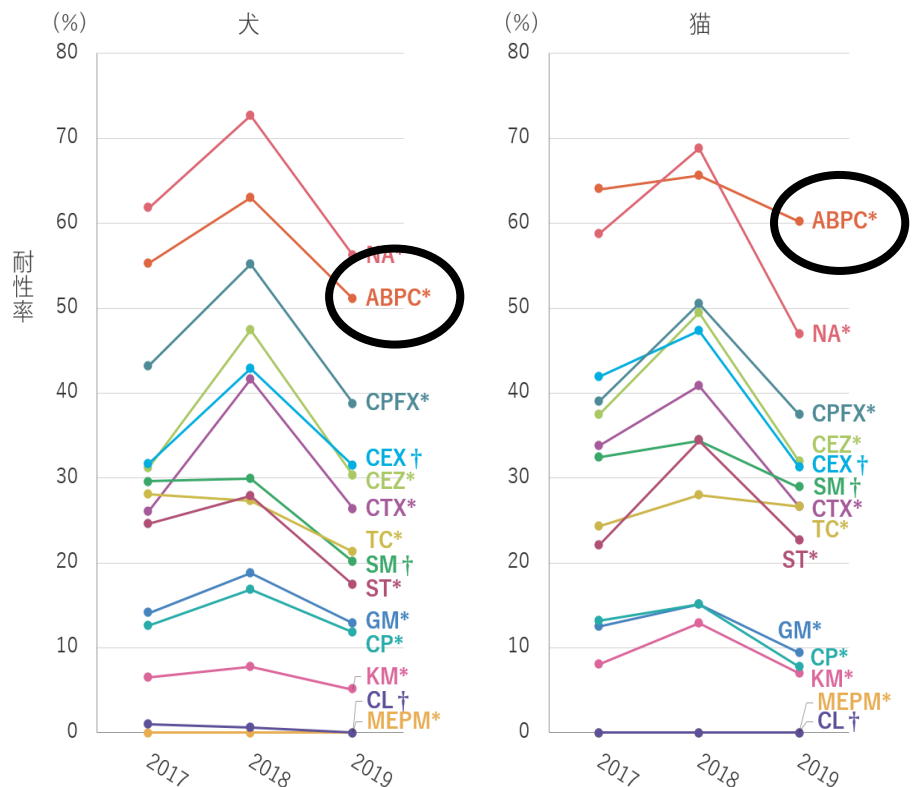 (%)
犬
80
70
60
50
40
30
20
10
0
耐性率
NA*
ABPC*
CPFX*
CEX†
CEZ*
CTX*
TC*
SM†
ST*
GM*
CP*
KM*
CL†
MEPM*
2017
2018
2019
(%)
猫
80
70
60
50
40
30
20
10
0
ABPC*
NA*
CPFX*
CEZ*
CEX†
SM†
CTX*
TC*
ST*
GM*
CP*
KM*
MEPM*
CL†
2017
2018
2019